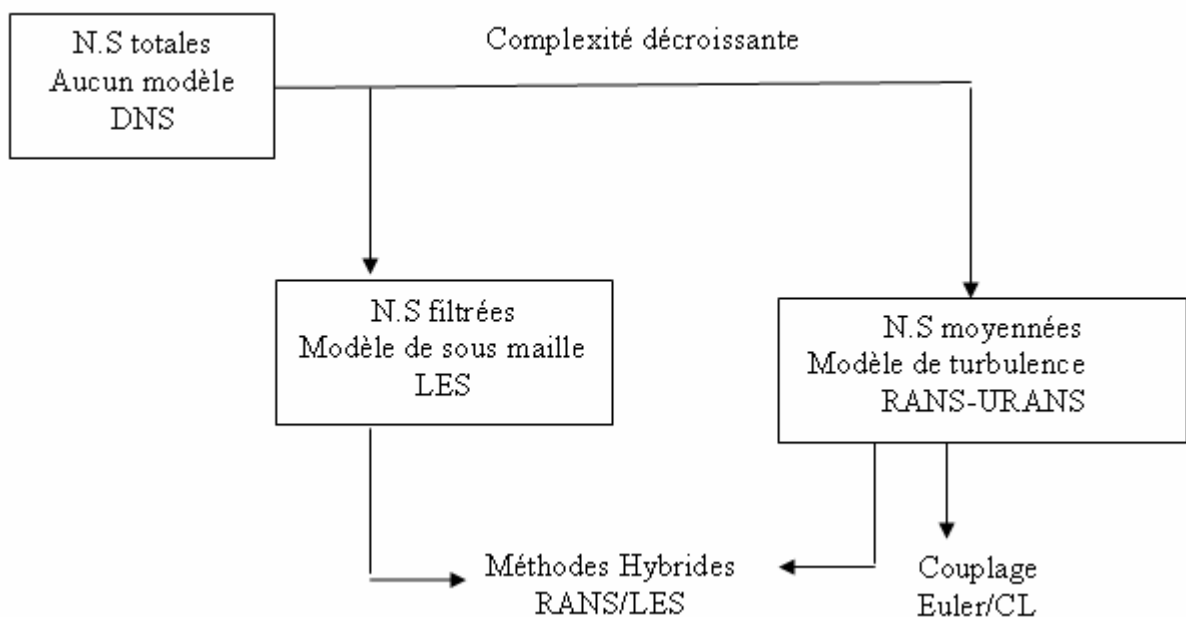 N.S totales
Aucun modèle
DNS
Complexité décroissante
N.S filtrées
Modèle de sous maille
LES
N.S moyennées
Modèle de turbulence
RANS-URANS
Méthodes Hybrides
RANS/LES
Couplage
Euler/CL